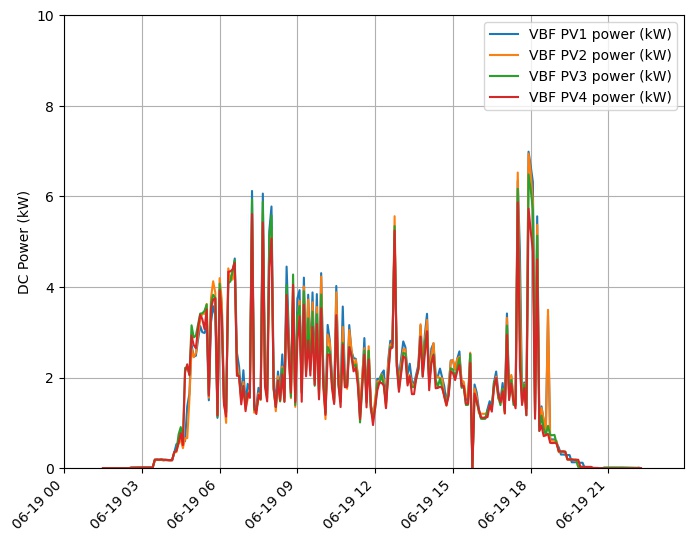 10
8
6
4
2
0
DC Power (kW)
VBF PV1 power (kW)
VBF PV2 power (kW)
VBF PV3 power (kW)
VBF PV4 power (kW)
06-19 00
06-19 03
06-19 06
06-19 09
06-19 12
06-19 15
06-19 18
06-19 21